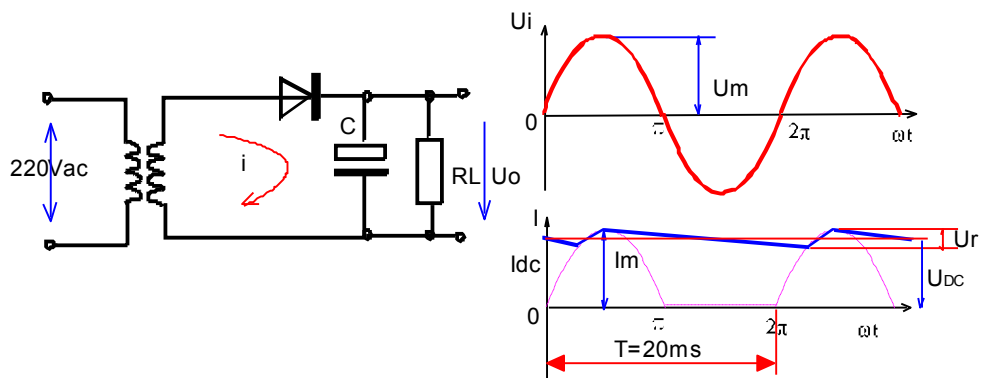 220Vac
i
C
RL
Uo
Ui
Um
0
π
2π
ωt
I
Idc
Im
Ur
UDC
0
π
2π
ωt
T=20ms